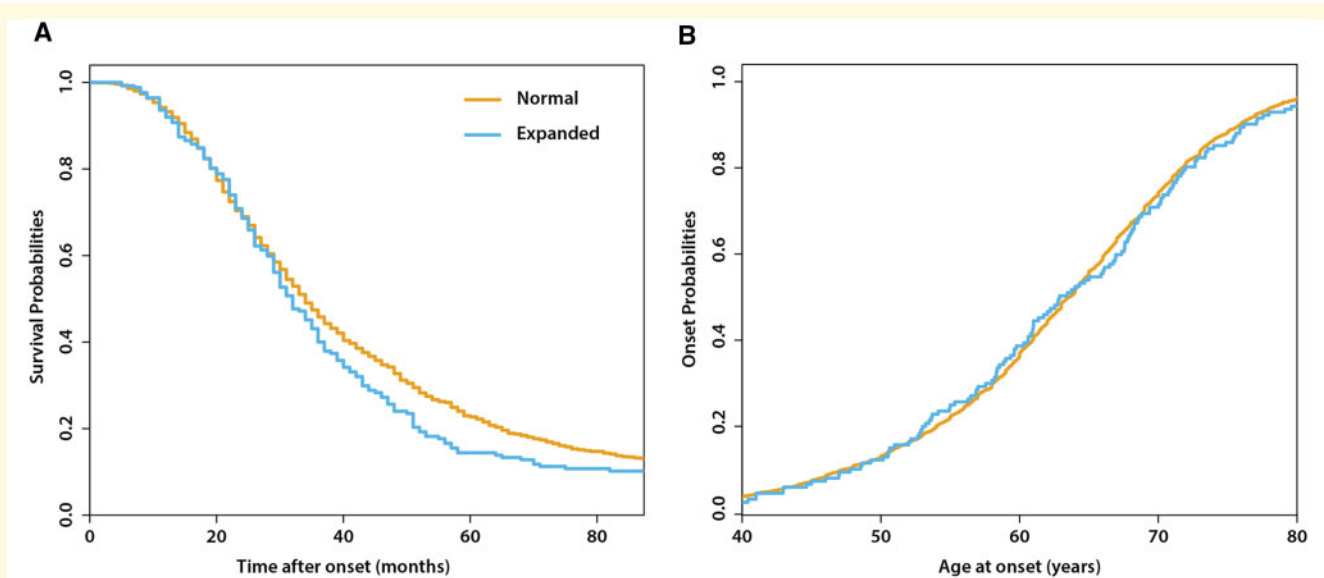 A
Survival Probabilities
1.0
0.8
0.6
0.4
0.2
0.0
Normal
Expanded
0 20 40 60 80
Time after onset (months)
B
Onset Probabilities
1.0
0.8
0.6
0.4
0.2
0.0
40 50 60 70 80
Age at onset (years)